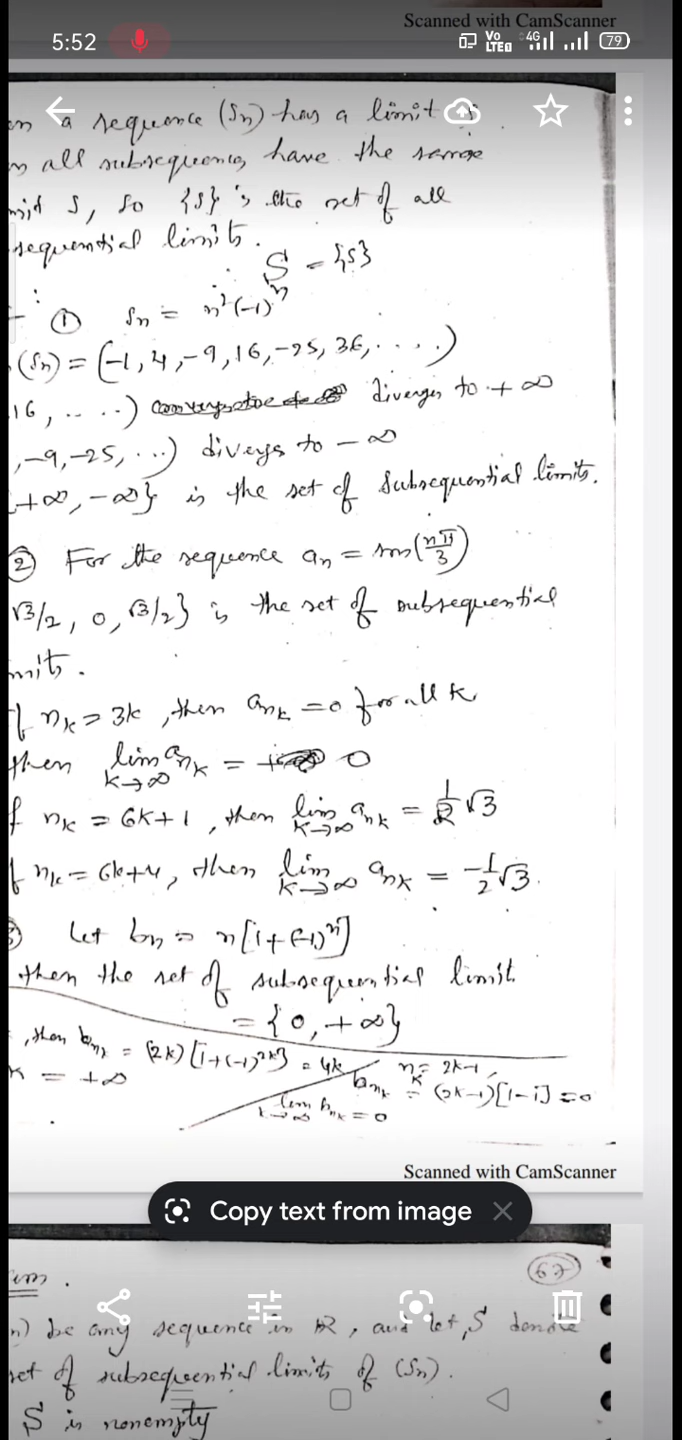 Scanned with CamScanner
5:52 Vo LTE 4G 79
a sequence (Sn) has a limit
all subsequences have the same
s, so {s} is the set of all
sequential limits.
S = {s}
① Sn = n²(-1)ⁿ
(Sn) = (-1, 4, -9, 16, -25, 36, ....)
16, .....) diverges to +∞
, -9, -25, ...) diverges to -∞
+∞, -∞} is the set of subsequential limits.
② For the sequence an = sin(nπ/3)
√3/2, 0, √3/2} is the set of subsequential
mits.
nk = 3k, then ank = 0 for all k
then lim k→∞ ank = 0
f nk = 6k+1, then lim k→∞ ank = 1/2 √3
nk = 6k+4, then lim k→∞ ank = -1/2 √3.
Let bn = n[1+(-1)ⁿ]
then the set of subsequential limit
= {0, +∞}
, then bnk = (2k)[1+(-1)²ᵏ] = 4k nk = 2k-1,
= +∞ bnk = (2k-1)[1-1] = 0
lim k→∞ bnk = 0
Scanned with CamScanner
Copy text from image
67
n) be any sequence in ℝ, and let, S denote
set of subsequential limits of (Sn).
S is nonempty